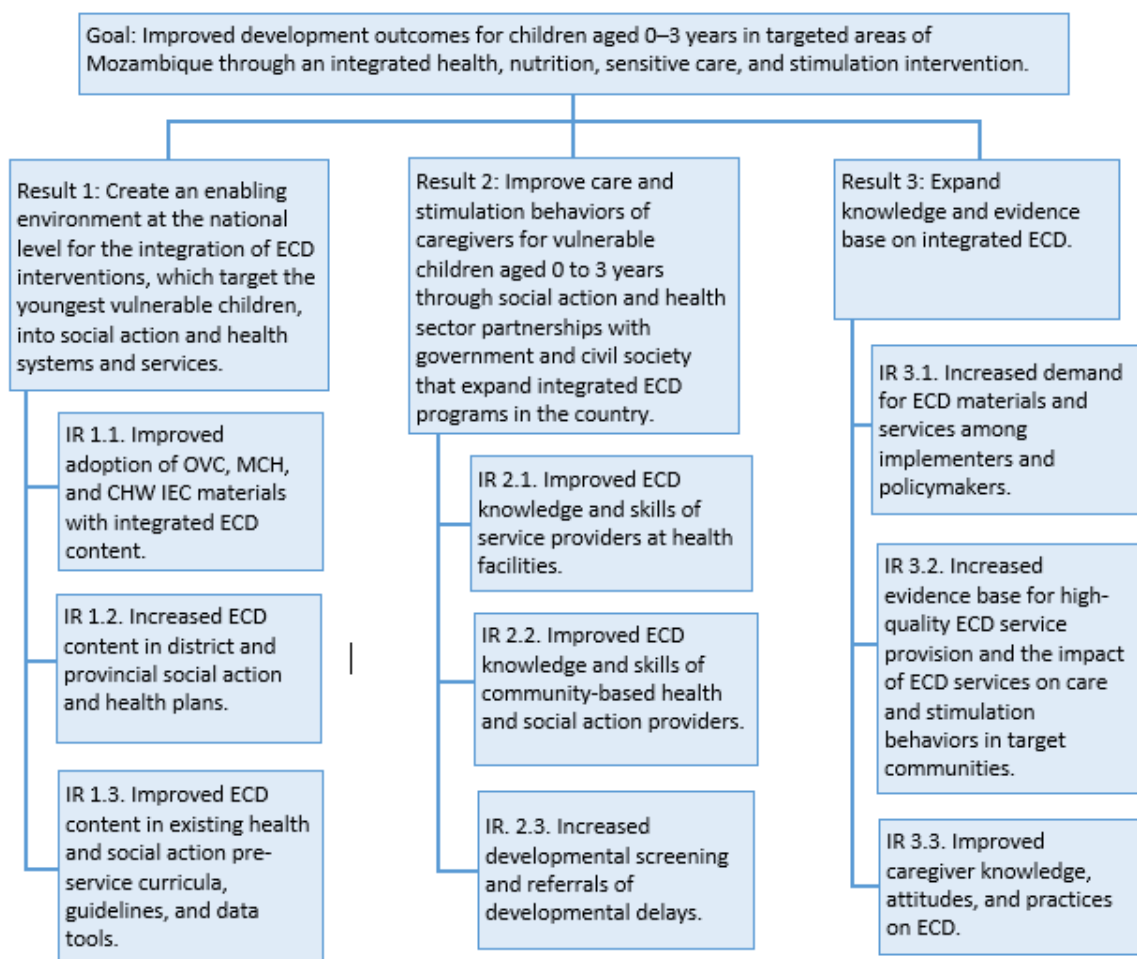 Goal: Improved development outcomes for children aged 0–3 years in targeted areas of
Mozambique through an integrated health, nutrition, sensitive care, and stimulation intervention.
Result 1: Create an enabling
environment at the national
level for the integration of ECD
interventions, which target the
youngest vulnerable children,
into social action and health
systems and services.
IR 1.1. Improved
adoption of OVC, MCH,
and CHW IEC materials
with integrated ECD
content.
IR 1.2. Increased ECD
content in district and
provincial social action
and health plans.
IR 1.3. Improved ECD
content in existing health
and social action pre-
service curricula,
guidelines, and data
tools.
Result 2: Improve care and
stimulation behaviors of
caregivers for vulnerable
children aged 0 to 3 years
through social action and health
sector partnerships with
government and civil society
that expand integrated ECD
programs in the country.
IR 2.1. Improved ECD
knowledge and skills of
service providers at health
facilities.
IR 2.2. Improved ECD
knowledge and skills of
community-based health
and social action providers.
IR. 2.3. Increased
developmental screening
and referrals of
developmental delays.
Result 3: Expand
knowledge and evidence
base on integrated ECD.
IR 3.1. Increased demand
for ECD materials and
services among
implementers and
policymakers.
IR 3.2. Increased
evidence base for high-
quality ECD service
provision and the impact
of ECD services on care
and stimulation
behaviors in target
communities.
IR 3.3. Improved
caregiver knowledge,
attitudes, and practices
on ECD.